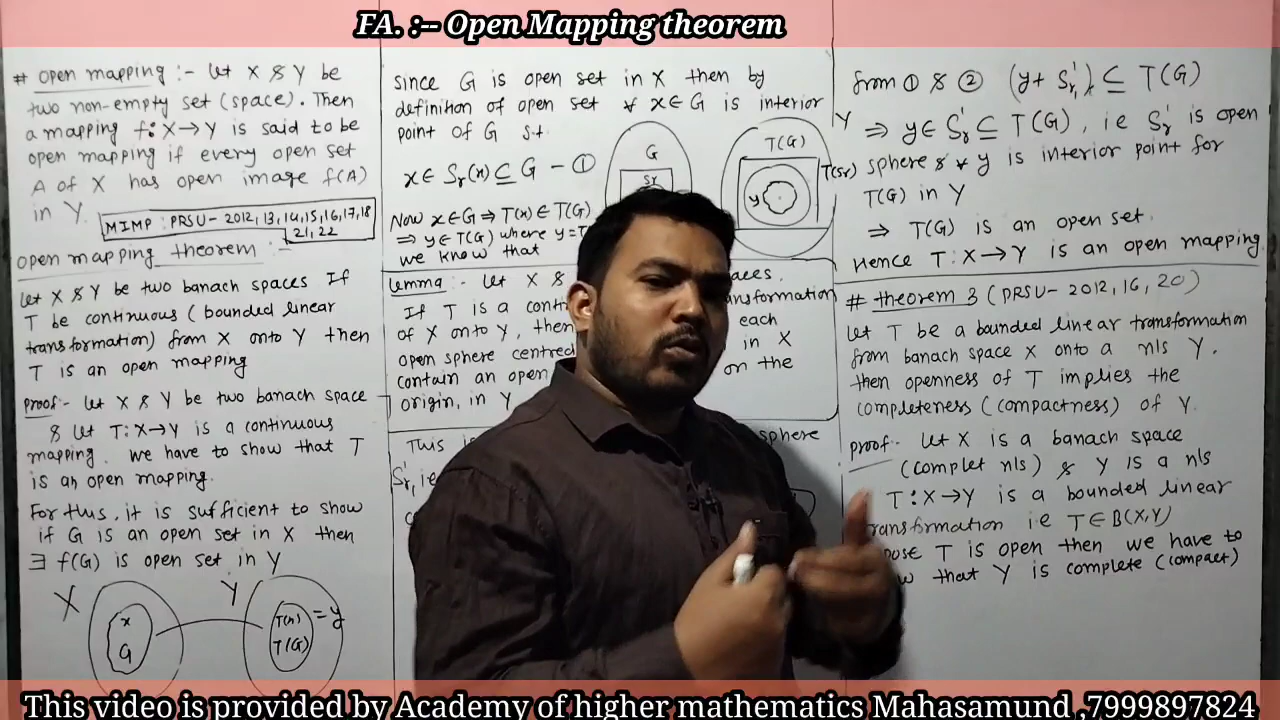 FA. :-- Open Mapping theorem
# open mapping :- let X & Y be
two non-empty set (space). Then
a mapping f: X→Y is said to be
open mapping if every open set
A of X has open image f(A)
in Y.
MIMP: PRSU- 2012, 13, 14, 15, 16, 17, 18
21, 22
open mapping theorem :-
let X & Y be two banach spaces If
T be continuous (bounded linear
transformation) from X onto Y then
T is an open mapping
proof:- let X & Y be two banach space
& let T: X→Y is a continuous
mapping. we have to show that T
is an open mapping.
For this, it is sufficient to show
if G is an open set in X then
∃ f(G) is open set in Y
X
Y
x
G
T(x) = y
T(G)
since G is open set in X then by
definition of open set ∀ x∈G is interior
point of G s.t.
x∈ Sr(x) ⊆ G - ①
G
Sr
Y
T(G)
T(Sr)
y
Now x∈G ⇒ T(x) ∈ T(G)
⇒ y∈T(G) where y=T
we know that
Lemma:- let X &
If T is a
of X onto Y, then each
open sphere centred in X
contain an open on the
origin, in Y
This sphere
S'r, ie
from ① & ② (y+ S'r₁) ⊆ T(G)
⇒ y∈ S'r ⊆ T(G), ie S'r is open
sphere & ∀ y is interior point for
T(G) in Y
⇒ T(G) is an open set.
Hence T: X→Y is an open mapping.
# theorem 3 (PRSU- 2012, 16, 20)
let T be a bounded linear transformation
from banach space X onto a nls Y.
then openness of T implies the
completeness (compactness) of Y.
proof:- let X is a banach space
(complet nls) & Y is a nls
T: X→Y is a bounded linear
transformation ie T∈B(X,Y)
T is open then we have to
that Y is complete (compact)
This video is provided by Academy of higher mathematics Mahasamund ,7999897824